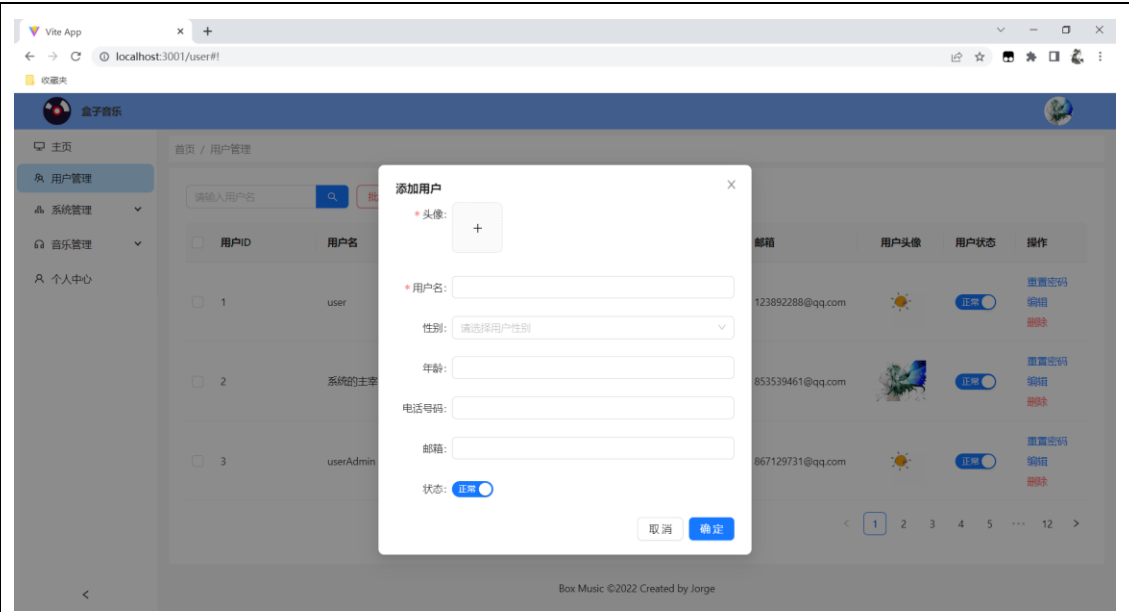 Vite App
localhost:3001/user#!
收藏夹
盒子音乐
主页
首页 / 用户管理
用户管理
系统管理
音乐管理
个人中心
请输入用户名
批
用户ID 用户名 邮箱 用户头像 用户状态 操作
1 user 123892288@qq.com 正常 重置密码
编辑
删除
2 系统的主宰 853539461@qq.com 正常 重置密码
编辑
删除
3 userAdmin 867129731@qq.com 正常 重置密码
编辑
删除
1 2 3 4 5 ··· 12
添加用户
* 头像:
* 用户名:
性别: 请选择用户性别
年龄:
电话号码:
邮箱:
状态: 正常
取 消 确 定
Box Music ©2022 Created by Jorge